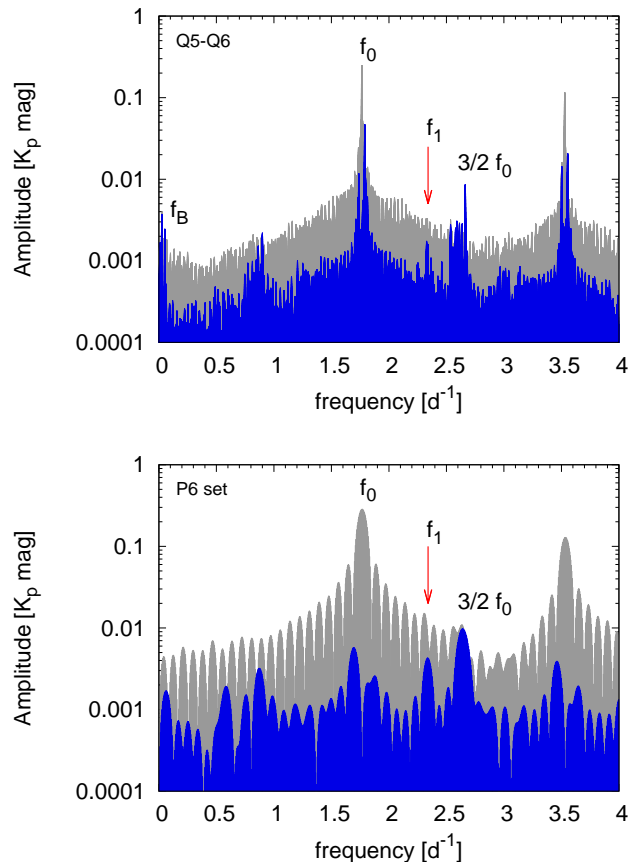 Q5-Q6
f0
f1
3/2 f0
fB
Amplitude [Kp mag]
1
0.1
0.01
0.001
0.0001
0 0.5 1 1.5 2 2.5 3 3.5 4
frequency [d-1]
P6 set
f0
f1
3/2 f0
Amplitude [Kp mag]
1
0.1
0.01
0.001
0.0001
0 0.5 1 1.5 2 2.5 3 3.5 4
frequency [d-1]